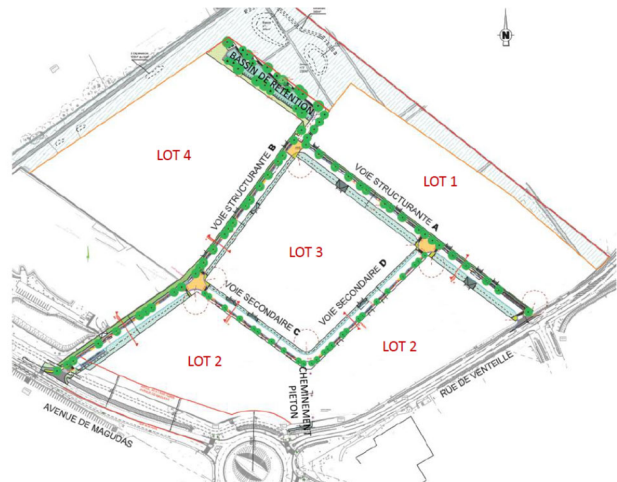 N
BASSIN DE RETENTION
LOT 4
LOT 1
VOIE STRUCTURANTE B
VOIE STRUCTURANTE A
LOT 3
VOIE SECONDAIRE D
VOIE SECONDAIRE C
LOT 2
LOT 2
CHEMINEMENT
PIETON
RUE DE VENTEILLE
AVENUE DE MAGUDAS